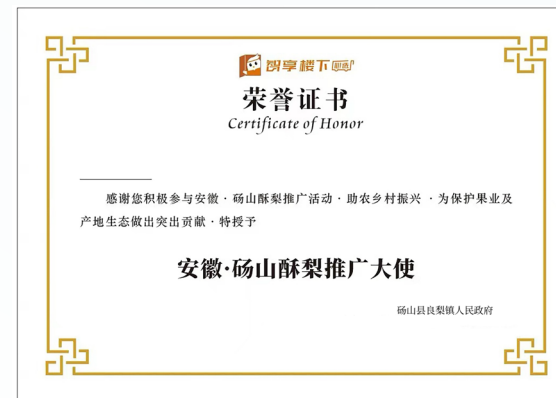 智享楼下心选
荣誉证书
Certificate of Honor
感谢您积极参与安徽·砀山酥梨推广活动·助农乡村振兴·为保护果业及
产地生态做出突出贡献·特授予
安徽·砀山酥梨推广大使
砀山县良梨镇人民政府